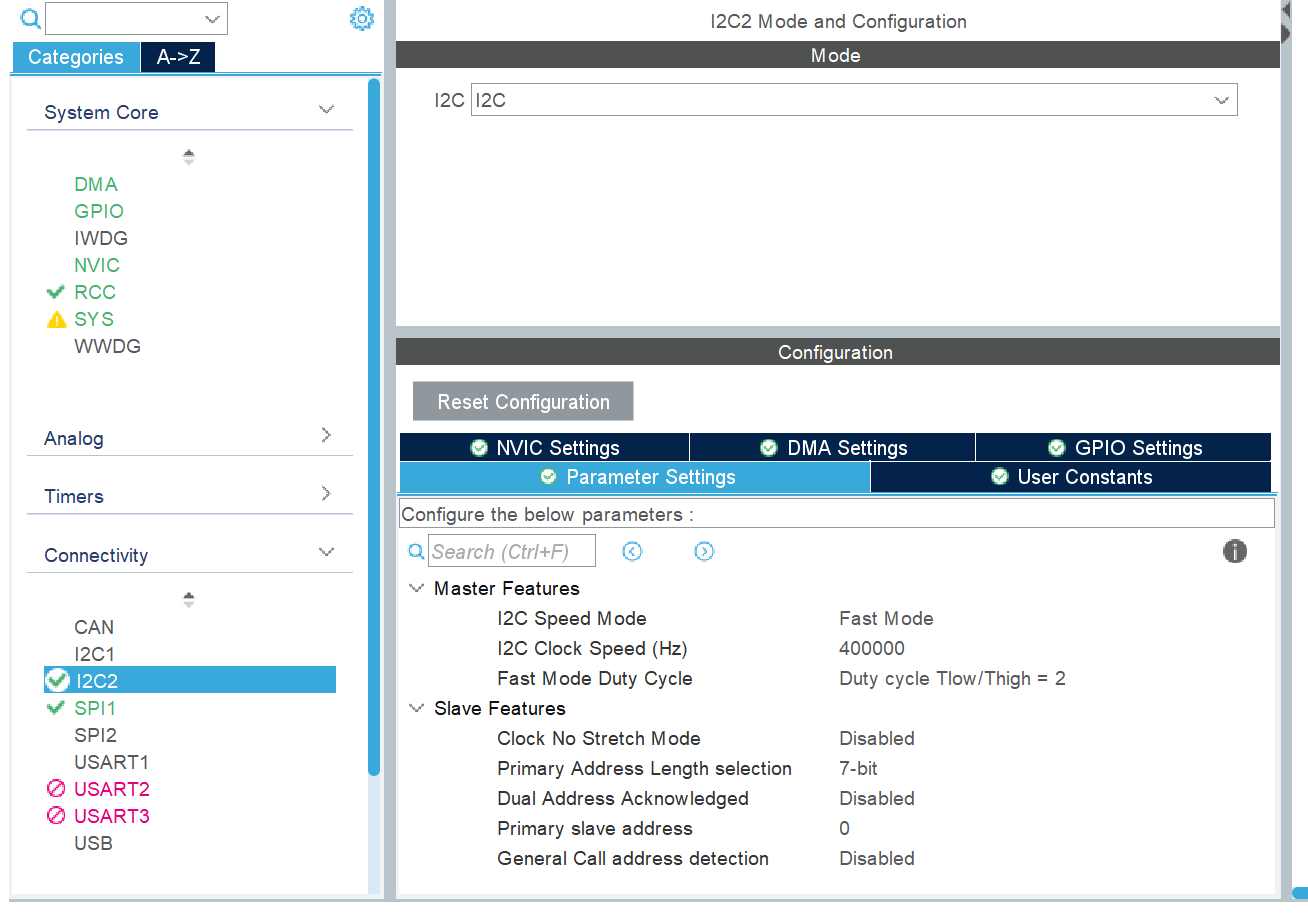 Categories
A->Z
System Core
DMA
GPIO
IWDG
NVIC
RCC
SYS
WWDG
Analog
Timers
Connectivity
CAN
I2C1
I2C2
SPI1
SPI2
USART1
USART2
USART3
USB
I2C2 Mode and Configuration
Mode
I2C I2C
Configuration
Reset Configuration
NVIC Settings DMA Settings GPIO Settings
Parameter Settings User Constants
Configure the below parameters :
Search (Ctrl+F)
Master Features
I2C Speed Mode Fast Mode
I2C Clock Speed (Hz) 400000
Fast Mode Duty Cycle Duty cycle Tlow/Thigh = 2
Slave Features
Clock No Stretch Mode Disabled
Primary Address Length selection 7-bit
Dual Address Acknowledged Disabled
Primary slave address 0
General Call address detection Disabled